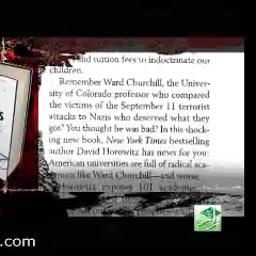 and tuition fees to indoctrinate our
children.
Remember Ward Churchill, the Univer-
sity of Colorado professor who compared
the victims of the September 11 terrorist
attacks to Nazis who deserved what they
got? You thought he was bad? In this shock-
ing new book, New York Times bestselling
author David Horowitz has news for you:
American universities are full of radical aca-
demics like Ward Churchill—and worse.
Horowitz exposes 101 academics
s
.com